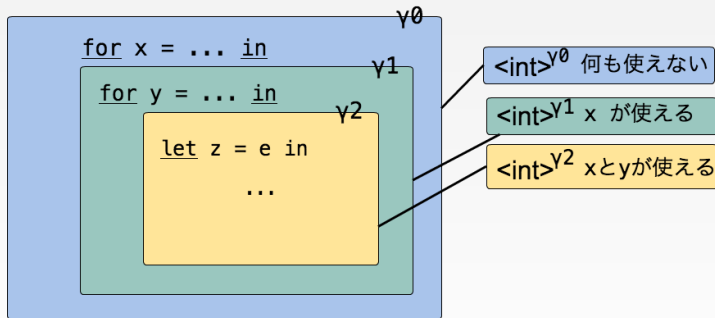 γ0
for x = ... in
γ1
for y = ... in
γ2
let z = e in
...
<int>γ0 何も使えない
<int>γ1 x が使える
<int>γ2 xとyが使える